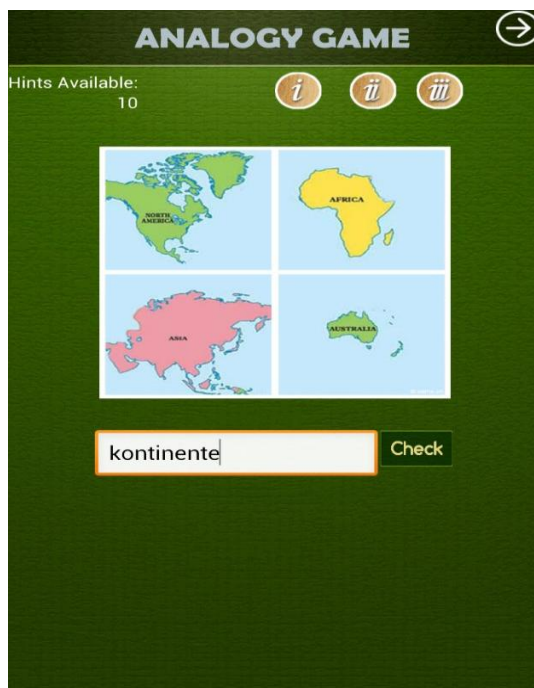 ANALOGY GAME
Hints Available:
10
i
ii
iii
NORTH
AMERICA
AFRICA
ASIA
AUSTRALIA
kontinente
Check